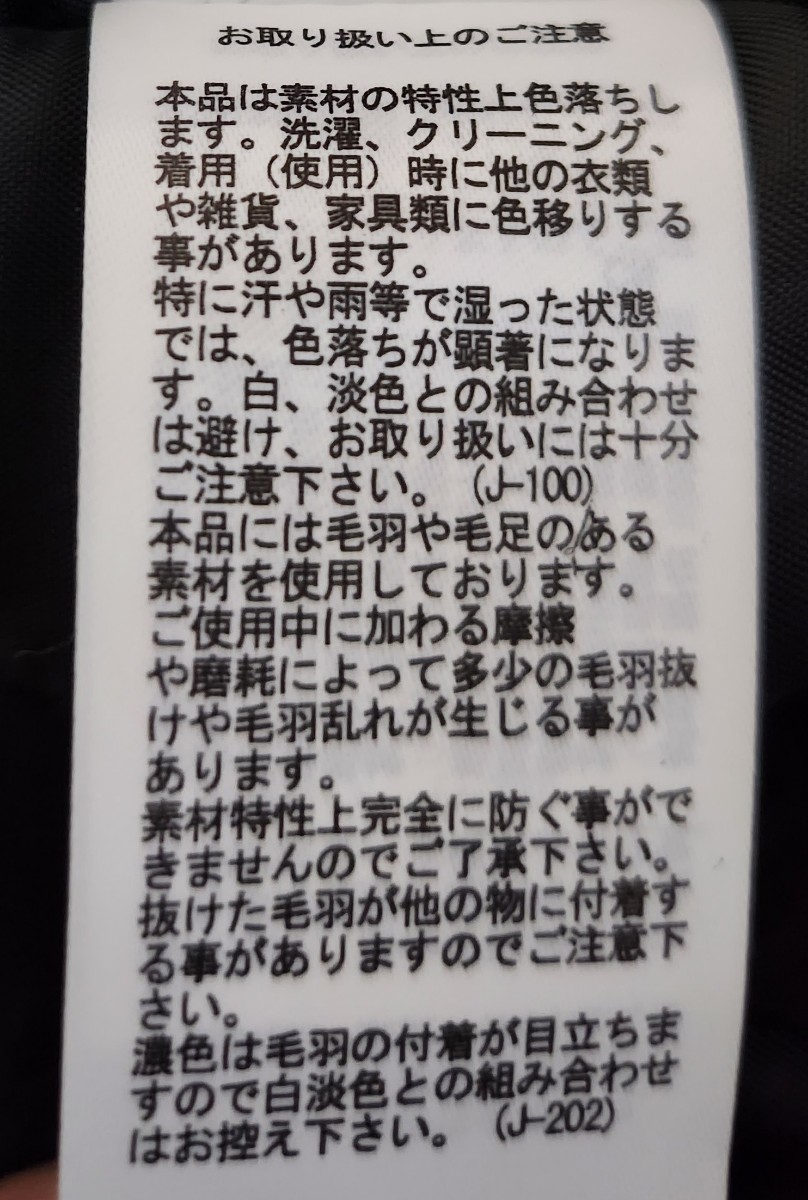 お取り扱い上のご注意
本品は素材の特性上色落ちし
ます。洗濯、クリーニング、
着用（使用）時に他の衣類
や雑貨、家具類に色移りする
事があります。
特に汗や雨等で湿った状態
では、色落ちが顕著になりま
す。白、淡色との組み合わせ
は避け、お取り扱いには十分
ご注意下さい。（J-100）
本品には毛羽や毛足のある
素材を使用しております。
ご使用中に加わる摩擦
や磨耗によって多少の毛羽抜
けや毛羽乱れが生じる事が
あります。
素材特性上完全に防ぐ事がで
きませんのでご了承下さい。
抜けた毛羽が他の物に付着す
る事がありますのでご注意下
さい。
濃色は毛羽の付着が目立ちま
すので白淡色との組み合わせ
はお控え下さい。（J-202）